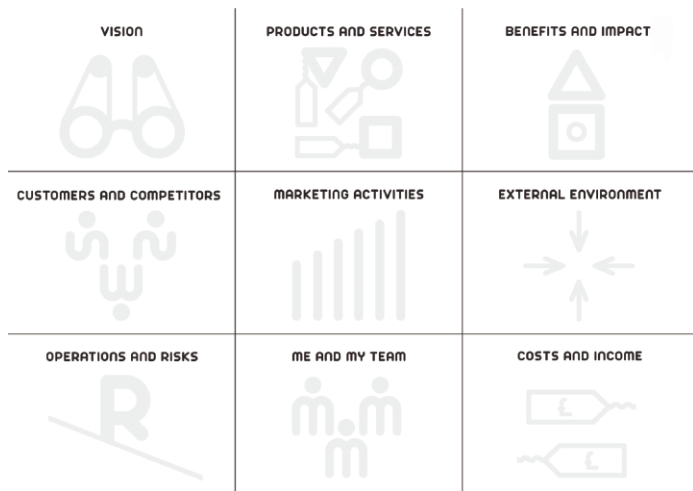 VISION
PRODUCTS AND SERVICES
BENEFITS AND IMPACT
CUSTOMERS AND COMPETITORS
MARKETING ACTIVITIES
EXTERNAL ENVIRONMENT
OPERATIONS AND RISKS
R
ME AND MY TEAM
COSTS AND INCOME
£
£